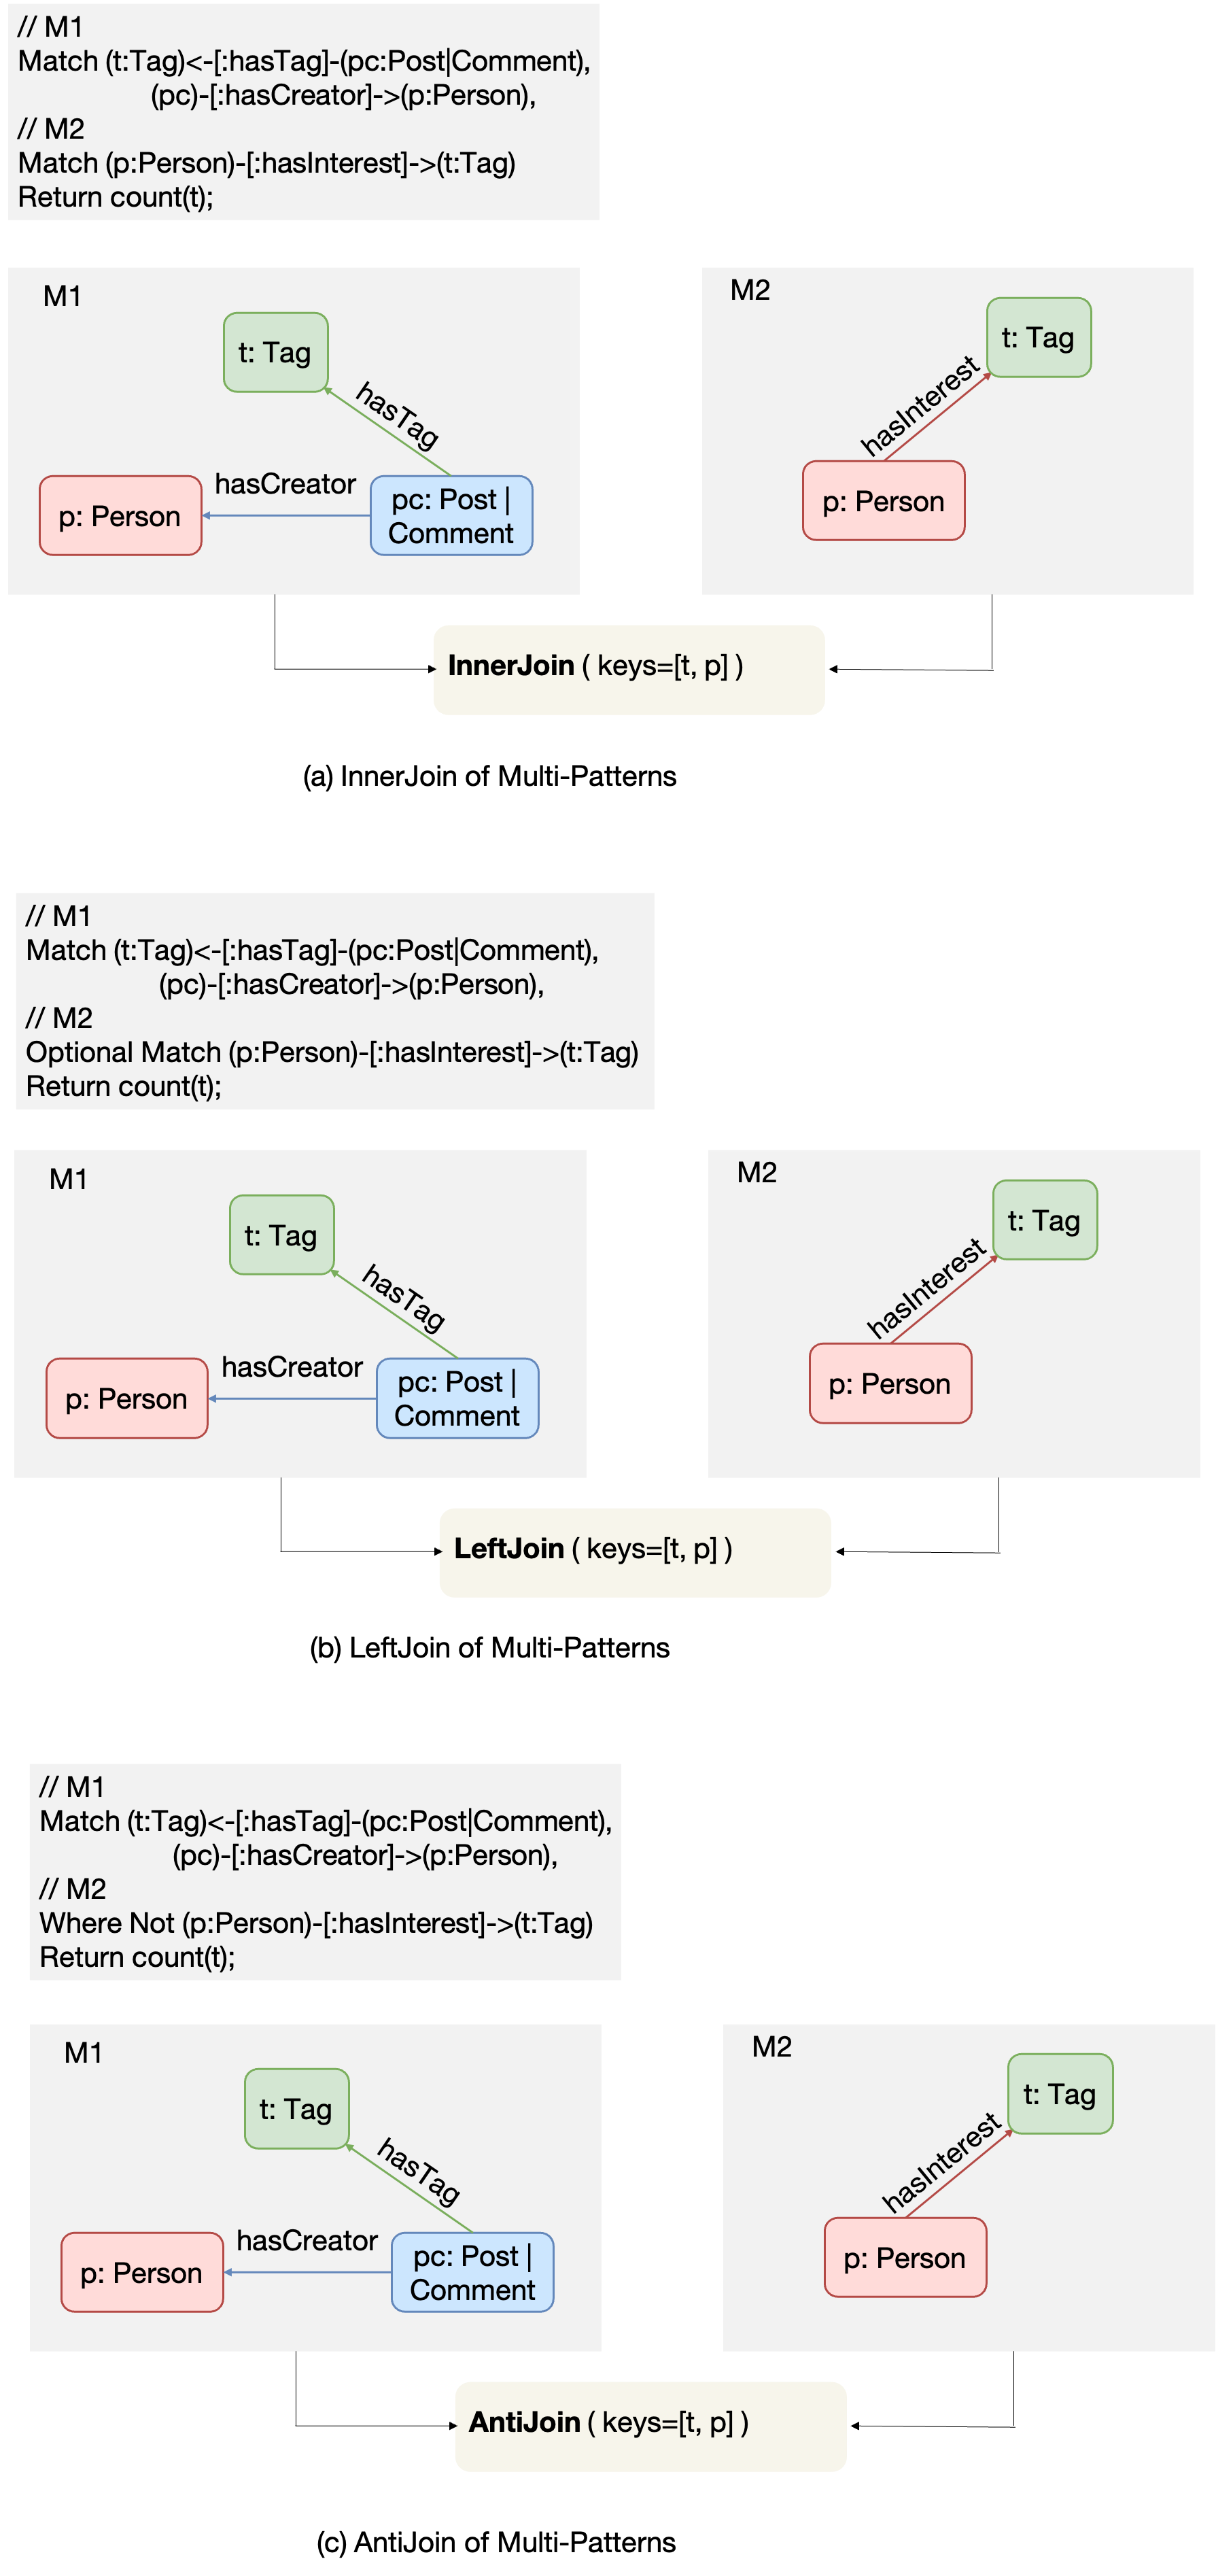 // M1
Match (t:Tag)<-[:hasTag]-(pc:Post|Comment),
(pc)-[:hasCreator]->(p:Person),
// M2
Match (p:Person)-[:hasInterest]->(t:Tag)
Return count(t);
M1
t: Tag
hasTag
hasCreator
p: Person
pc: Post |
Comment
M2
t: Tag
hasInterest
p: Person
InnerJoin ( keys=[t, p] )
(a) InnerJoin of Multi-Patterns
// M1
Match (t:Tag)<-[:hasTag]-(pc:Post|Comment),
(pc)-[:hasCreator]->(p:Person),
// M2
Optional Match (p:Person)-[:hasInterest]->(t:Tag)
Return count(t);
M1
t: Tag
hasTag
hasCreator
p: Person
pc: Post |
Comment
M2
t: Tag
hasInterest
p: Person
LeftJoin ( keys=[t, p] )
(b) LeftJoin of Multi-Patterns
// M1
Match (t:Tag)<-[:hasTag]-(pc:Post|Comment),
(pc)-[:hasCreator]->(p:Person),
// M2
Where Not (p:Person)-[:hasInterest]->(t:Tag)
Return count(t);
M1
t: Tag
hasTag
hasCreator
p: Person
pc: Post |
Comment
M2
t: Tag
hasInterest
p: Person
AntiJoin ( keys=[t, p] )
(c) AntiJoin of Multi-Patterns